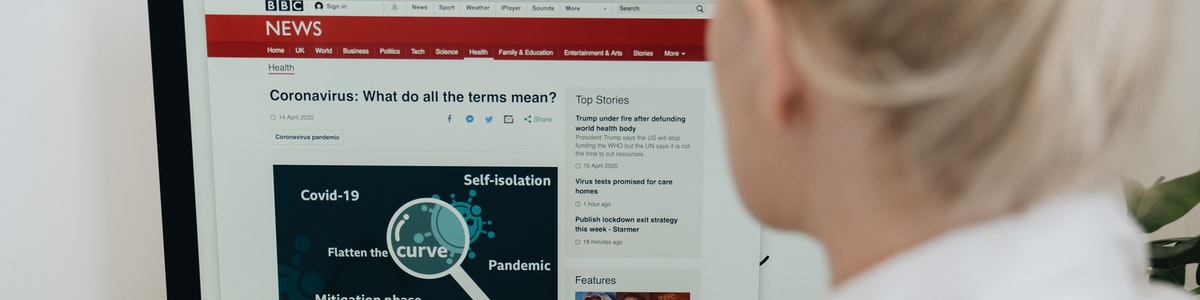 BBC Sign in News Sport Weather iPlayer Sounds More Search
NEWS
Home UK World Business Politics Tech Science Health Family & Education Entertainment & Arts Stories More
Health
Coronavirus: What do all the terms mean?
14 April 2020
Share
Coronavirus pandemic
Covid-19
Self-isolation
Flatten the curve
Pandemic
Mitigation phase
Top Stories
Trump under fire after defunding
world health body
President Trump says the US will stop
funding the WHO but the UN says it is not
the time to cut resources.
15 April 2020
Virus tests promised for care
homes
1 hour ago
Publish lockdown exit strategy
this week - Starmer
18 minutes ago
Features